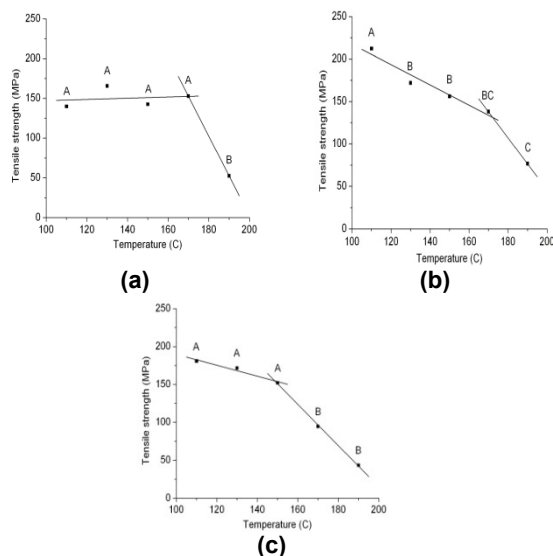 250
200
150
100
50
0
Tensile strength (MPa)
A
A
A
A
B
100 120 140 160 180 200
Temperature (C)
(a)
250
200
150
100
50
0
Tensile strength (MPa)
A
B
B
BC
C
100 120 140 160 180 200
Temperature (C)
(b)
250
200
150
100
50
0
Tensile strength (MPa)
A
A
A
B
B
100 120 140 160 180 200
Temperature (C)
(c)